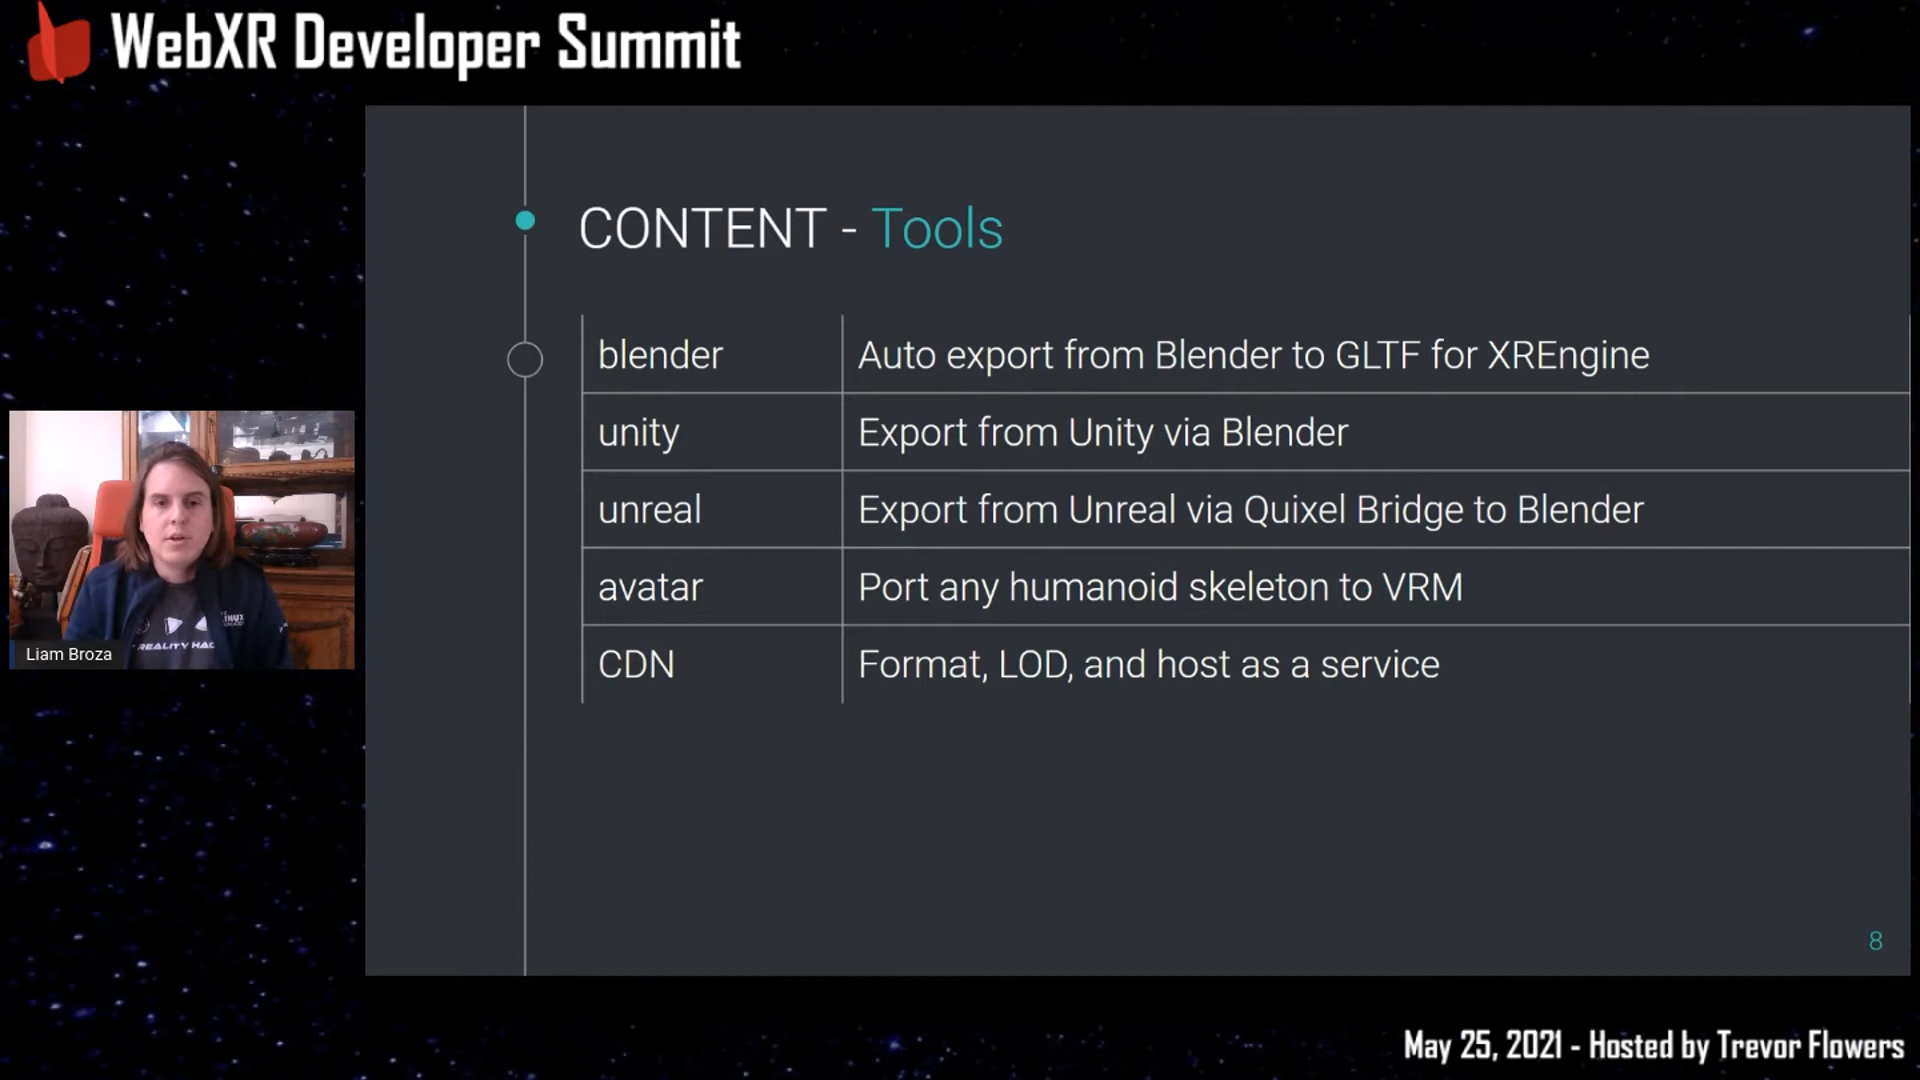 WebXR Developer Summit
CONTENT - Tools
blender Auto export from Blender to GLTF for XREngine
unity Export from Unity via Blender
unreal Export from Unreal via Quixel Bridge to Blender
avatar Port any humanoid skeleton to VRM
CDN Format, LOD, and host as a service
REALITY HAC
Liam Broza
8
May 25, 2021 - Hosted by Trevor Flowers